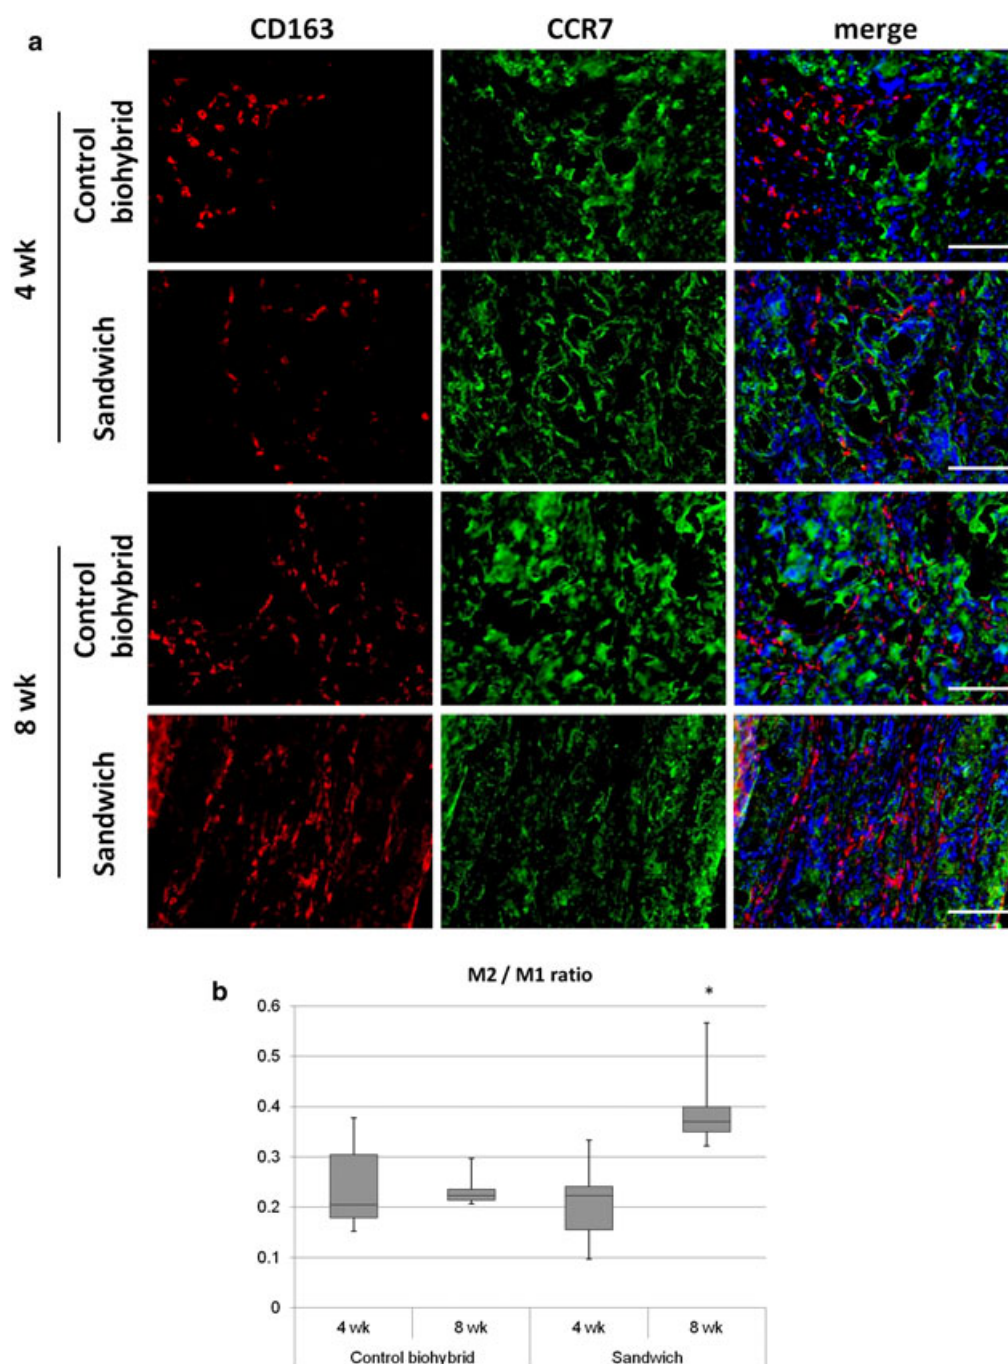 a
CD163 CCR7 merge
4 wk
Control
biohybrid
Sandwich
8 wk
Control
biohybrid
Sandwich
b
M2 / M1 ratio
*
0.6
0.5
0.4
0.3
0.2
0.1
0
4 wk 8 wk 4 wk 8 wk
Control biohybrid Sandwich